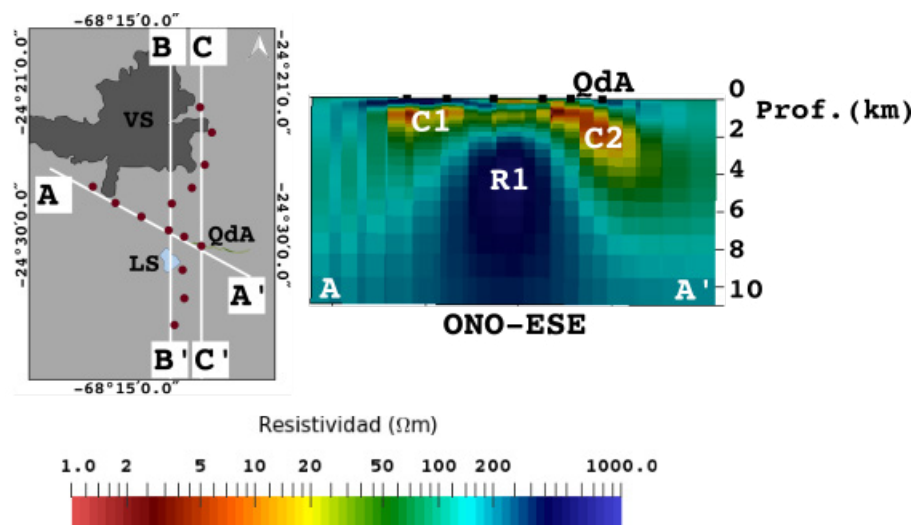 -68°15'0.0"
B C
-24°21'0.0"
-24°21'0.0"
VS
A
-24°30'0.0"
-24°30'0.0"
QdA
LS
A'
B' C'
-68°15'0.0"
QdA
0
Prof.(km)
C1
C2
2
R1
4
6
8
A
A'
10
ONO-ESE
Resistividad (Ωm)
1.0 2 5 10 20 50 100 200 1000.0